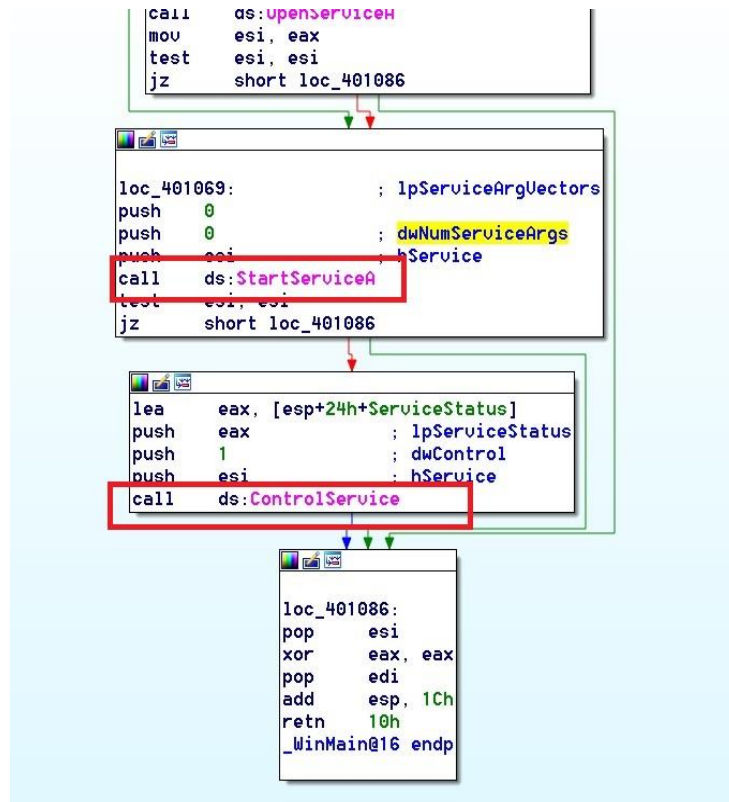 call    ds:OpenServiceA
mov     esi, eax
test    esi, esi
jz      short loc_401086
loc_401069:             ; lpServiceArgVectors
push    0
push    0               ; dwNumServiceArgs
push    esi             ; hService
call    ds:StartServiceA
test    esi, esi
jz      short loc_401086
lea     eax, [esp+24h+ServiceStatus]
push    eax             ; lpServiceStatus
push    1               ; dwControl
push    esi             ; hService
call    ds:ControlService
loc_401086:
pop     esi
xor     eax, eax
pop     edi
add     esp, 1Ch
retn    10h
_WinMain@16 endp